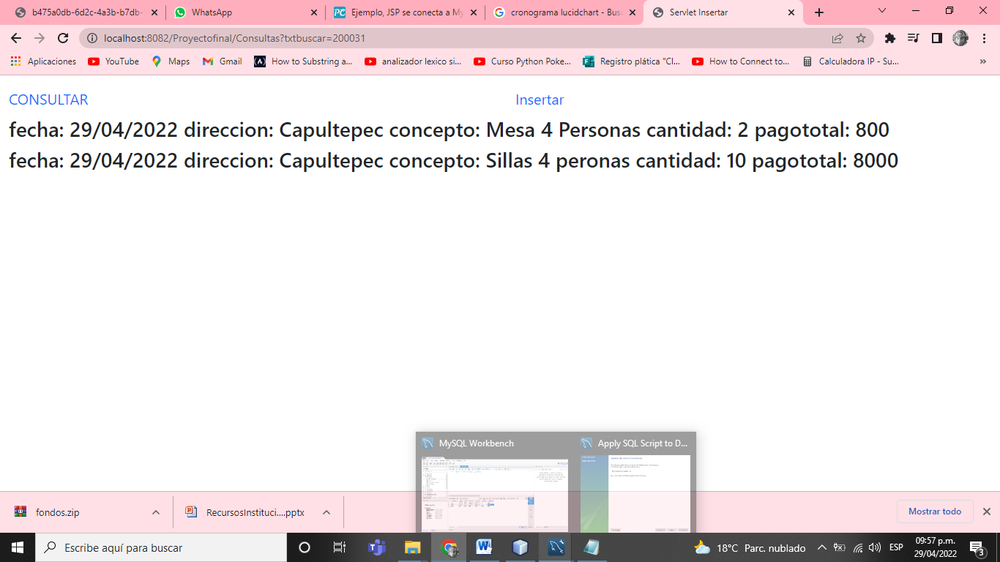 b475a0db-6d2c-4a3b-b7db-
WhatsApp
Ejemplo, JSP se conecta a My
cronograma lucidchart - Bus
Servlet Insertar
localhost:8082/Proyectofinal/Consultas?txtbuscar=200031
Aplicaciones
YouTube
Maps
Gmail
How to Substring a...
analizador lexico si...
Curso Python Poke...
Registro plática "Cl...
How to Connect to...
Calculadora IP - Su...
»
CONSULTAR
Insertar
fecha: 29/04/2022 direccion: Capultepec concepto: Mesa 4 Personas cantidad: 2 pagototal: 800
fecha: 29/04/2022 direccion: Capultepec concepto: Sillas 4 peronas cantidad: 10 pagototal: 8000
MySQL Workbench
Apply SQL Script to D...
fondos.zip
RecursosInstituci....pptx
Mostrar todo
Escribe aquí para buscar
18°C Parc. nublado
ESP
09:57 p.m.
29/04/2022
3